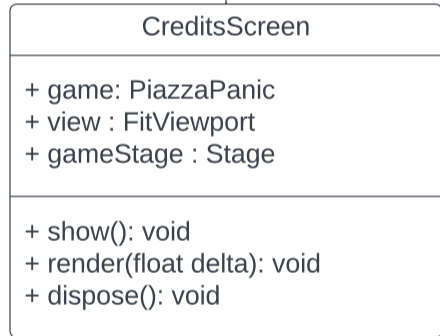 CreditsScreen
+ game: PiazzaPanic
+ view : FitViewport
+ gameStage : Stage
+ show(): void
+ render(float delta): void
+ dispose(): void